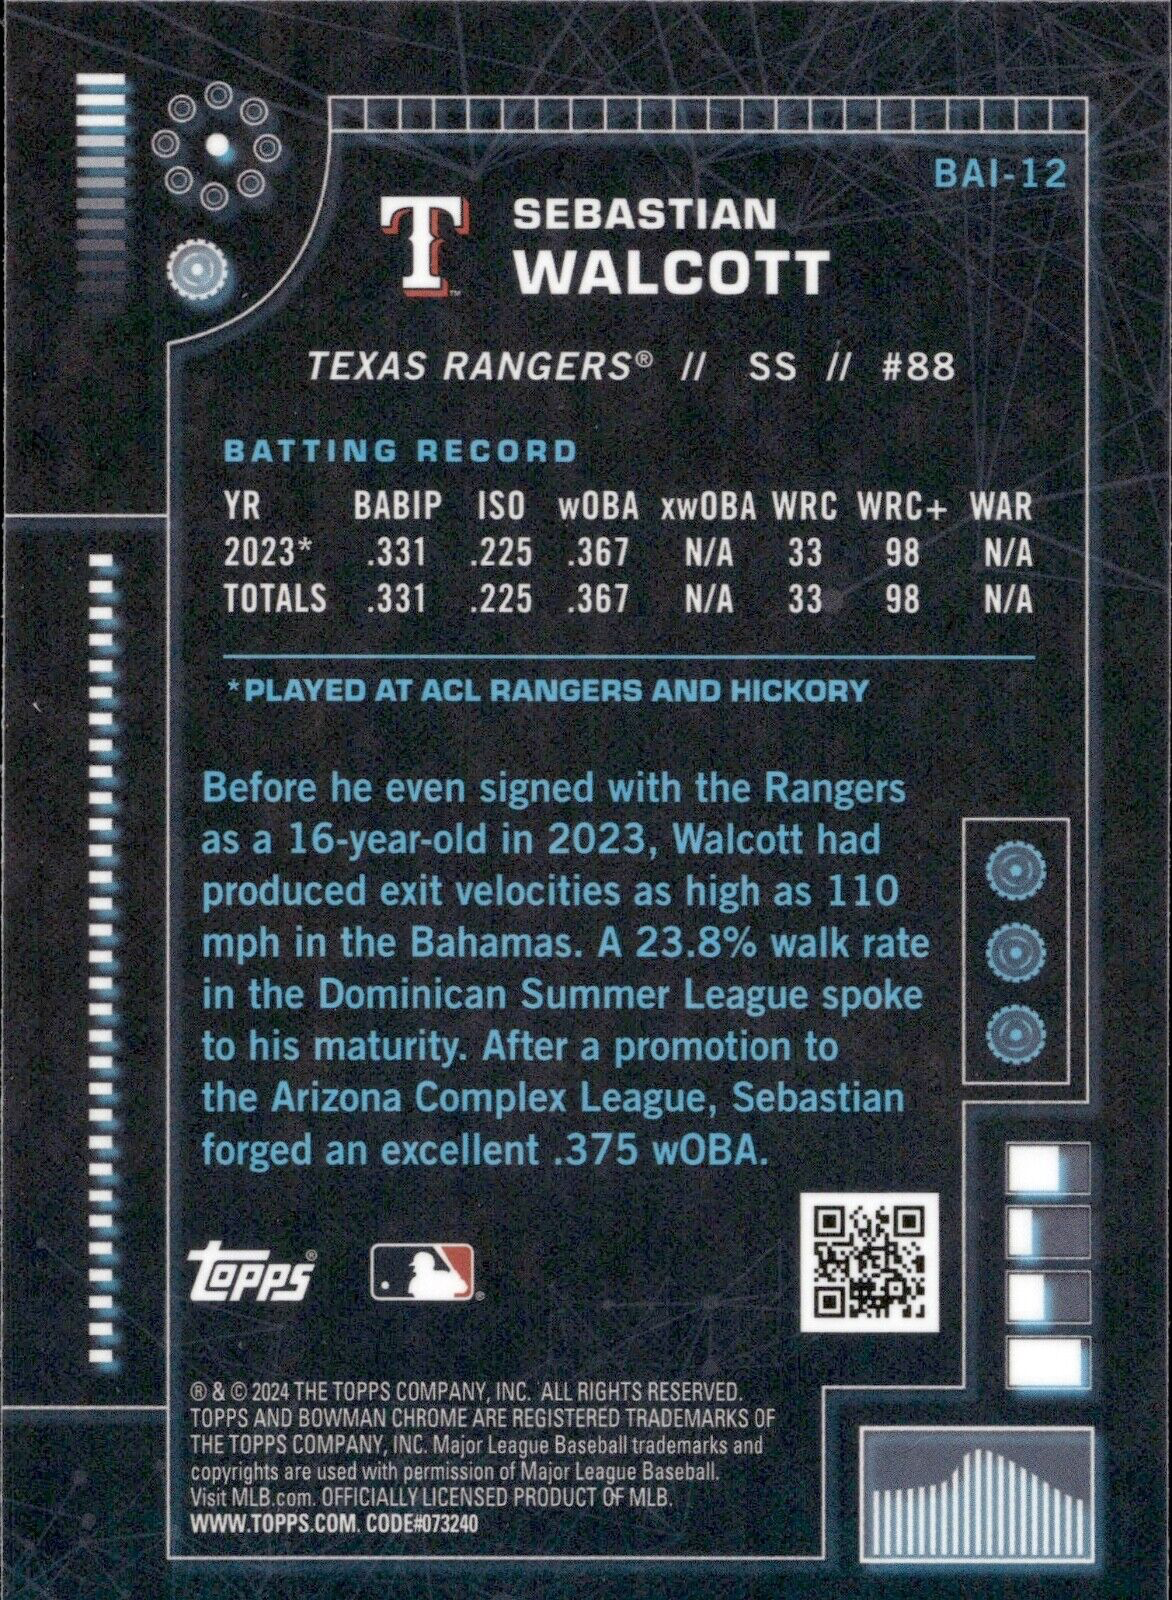 BAI-12
T™
SEBASTIAN
WALCOTT
TEXAS RANGERS® // SS // #88
BATTING RECORD
YR BABIP ISO wOBA xwOBA WRC WRC+ WAR
2023* .331 .225 .367 N/A 33 98 N/A
TOTALS .331 .225 .367 N/A 33 98 N/A
*PLAYED AT ACL RANGERS AND HICKORY
Before he even signed with the Rangers
as a 16-year-old in 2023, Walcott had
produced exit velocities as high as 110
mph in the Bahamas. A 23.8% walk rate
in the Dominican Summer League spoke
to his maturity. After a promotion to
the Arizona Complex League, Sebastian
forged an excellent .375 wOBA.
Topps®
®
® & © 2024 THE TOPPS COMPANY, INC. ALL RIGHTS RESERVED.
TOPPS AND BOWMAN CHROME ARE REGISTERED TRADEMARKS OF
THE TOPPS COMPANY, INC. Major League Baseball trademarks and
copyrights are used with permission of Major League Baseball.
Visit MLB.com. OFFICIALLY LICENSED PRODUCT OF MLB.
WWW.TOPPS.COM. CODE#073240